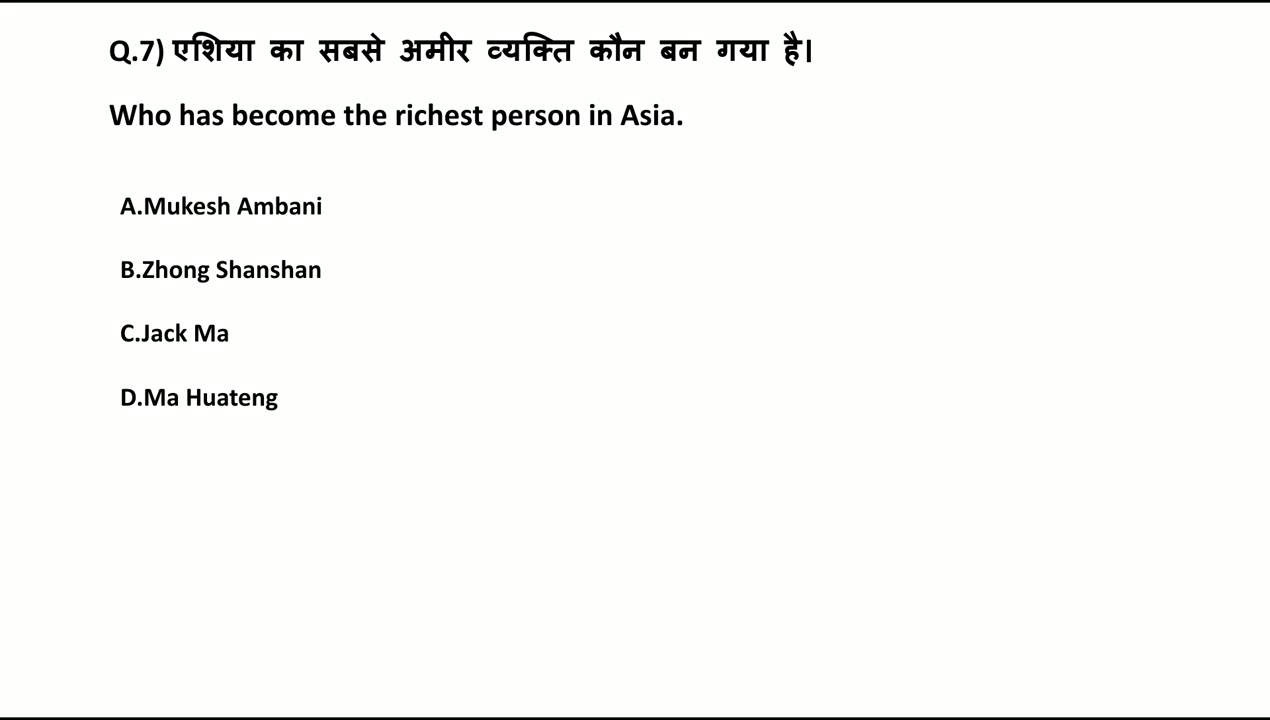 Q.7) एशिया का सबसे अमीर व्यक्ति कौन बन गया है।
Who has become the richest person in Asia.
A.Mukesh Ambani
B.Zhong Shanshan
C.Jack Ma
D.Ma Huateng